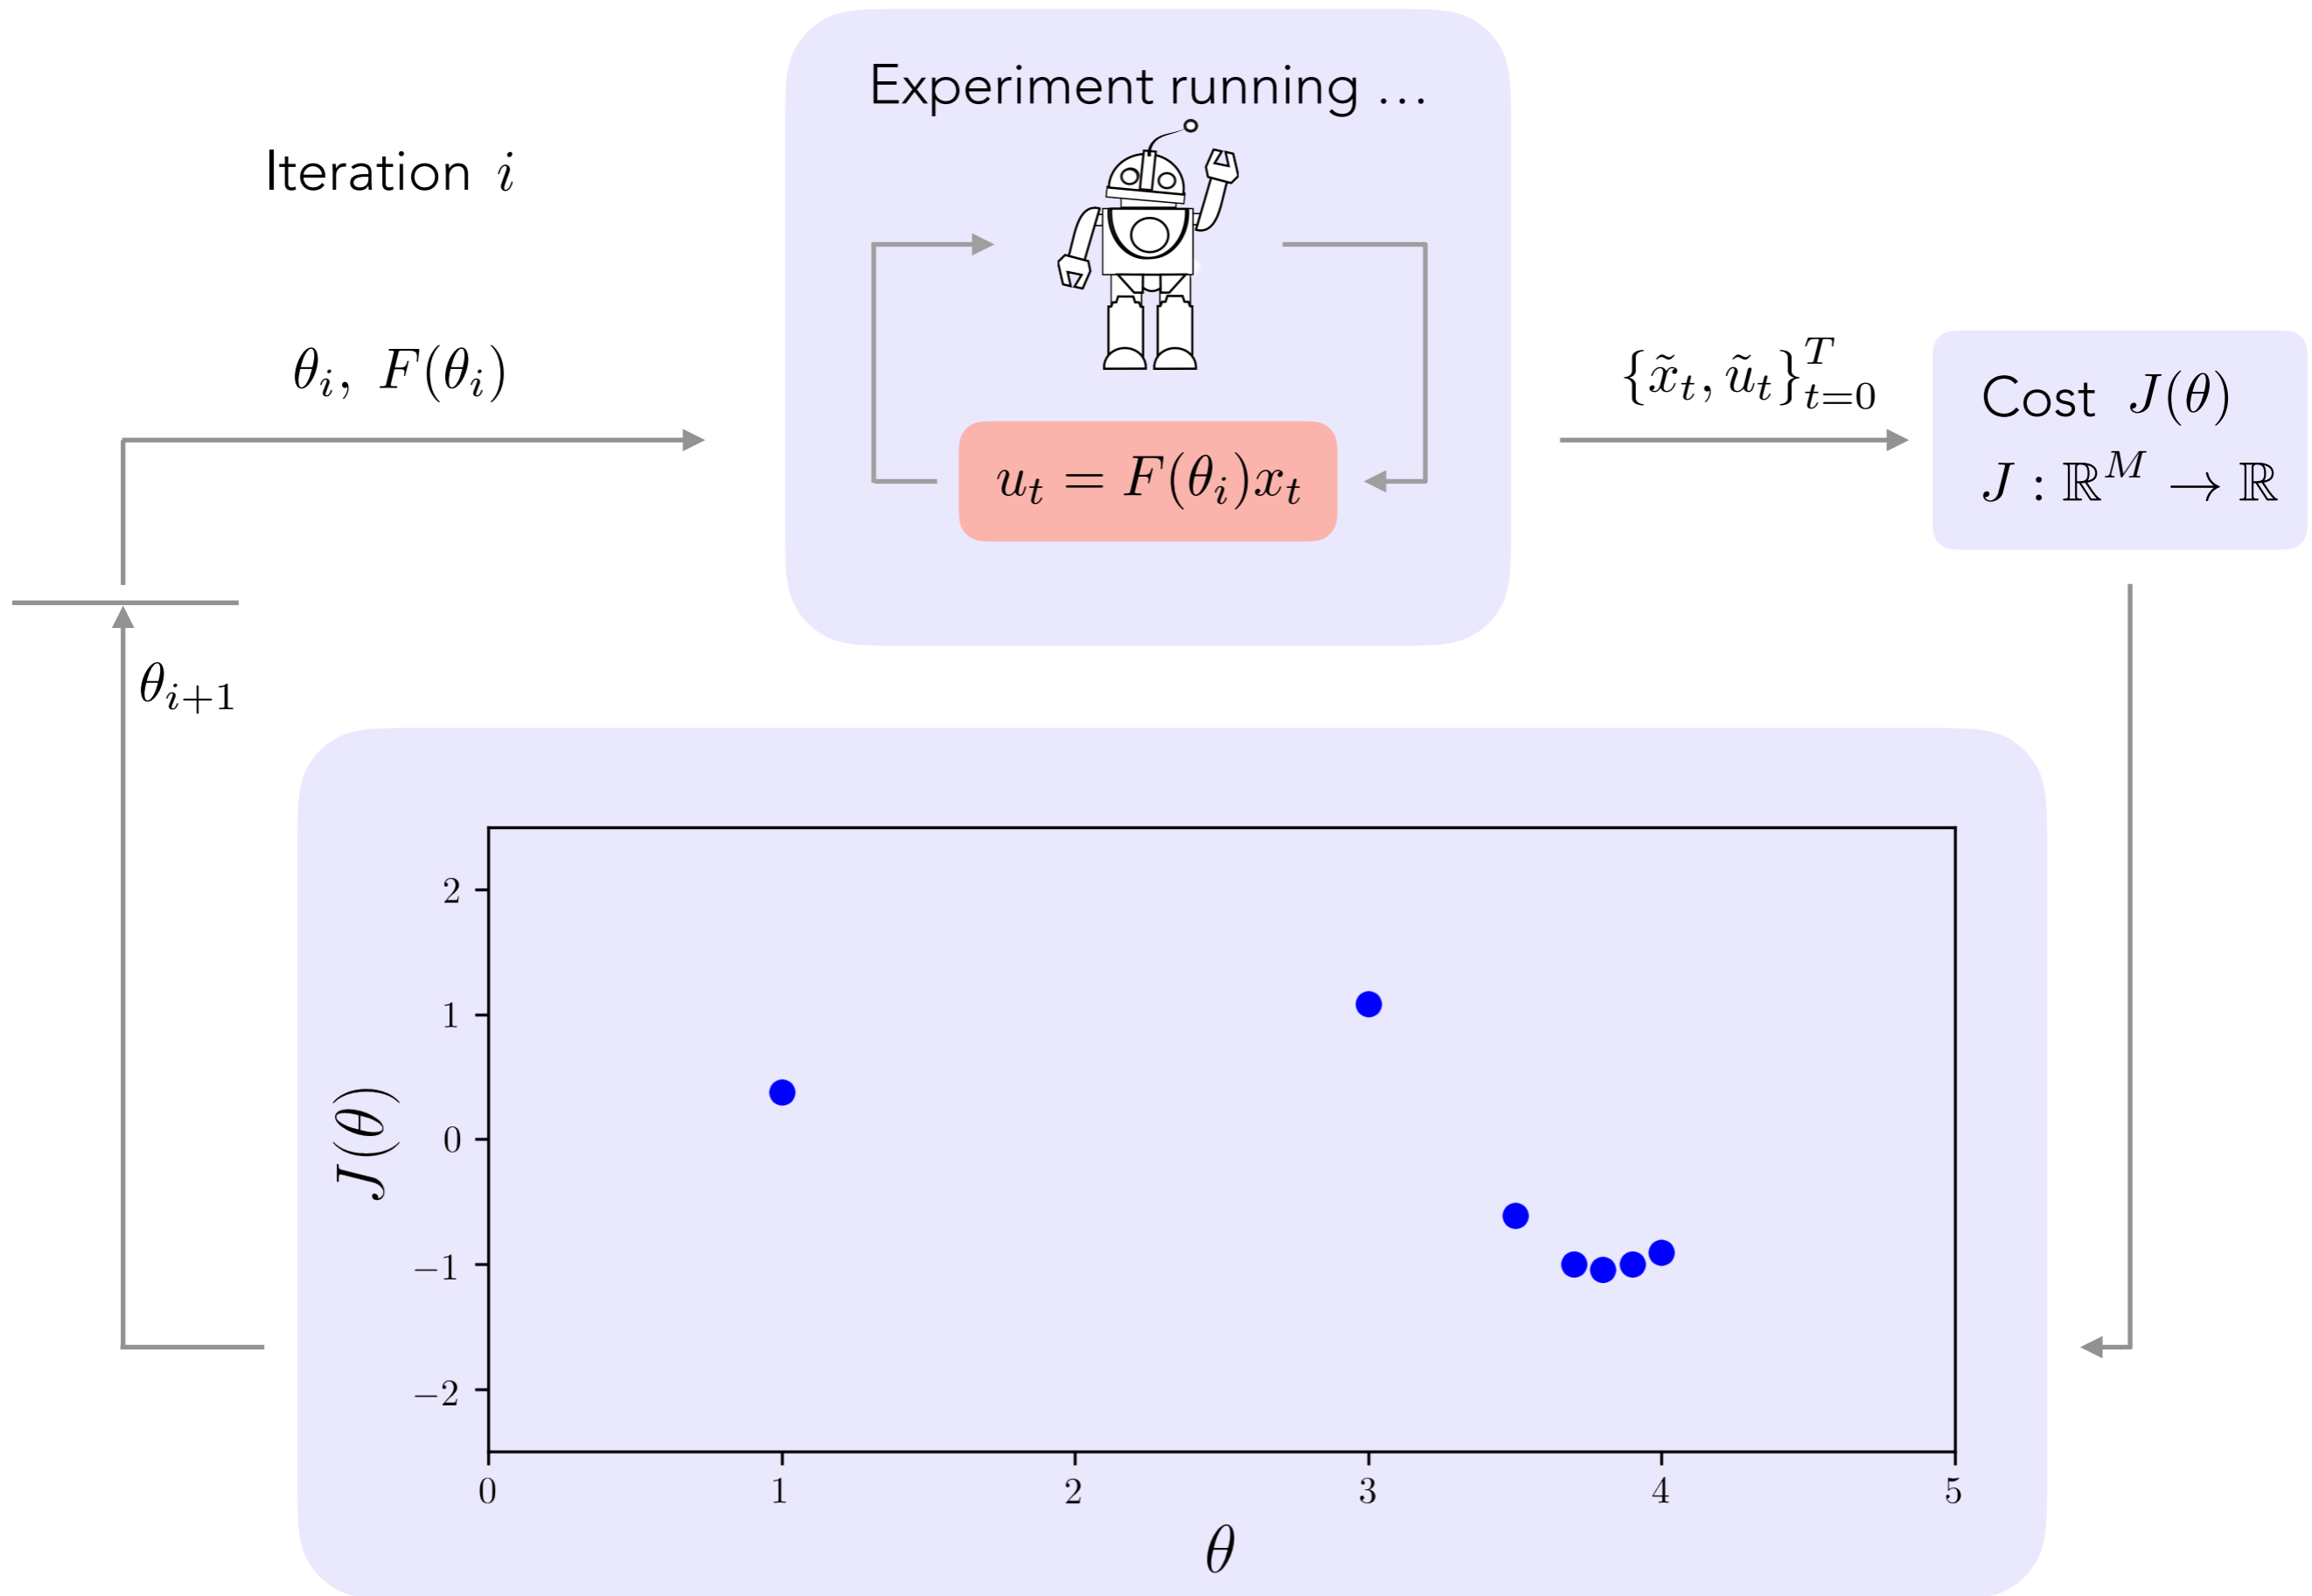 Experiment running …
Iteration i
θ_i, F(θ_i)
u_t = F(θ_i)x_t
{x̃_t, ũ_t}_{t=0}^T
Cost J(θ)
J : ℝ^M → ℝ
θ_{i+1}
J(θ)
2
1
0
−1
−2
0 1 2 3 4 5
θ